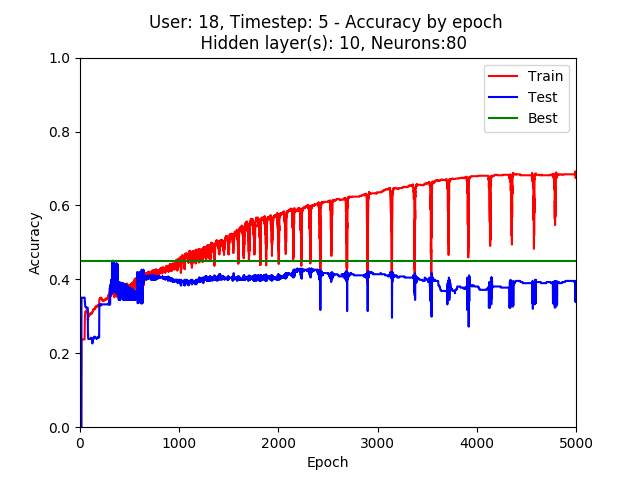 User: 18, Timestep: 5 - Accuracy by epoch
Hidden layer(s): 10, Neurons:80
1.0
0.8
0.6
0.4
0.2
0.0
Accuracy
Train
Test
Best
0 1000 2000 3000 4000 5000
Epoch